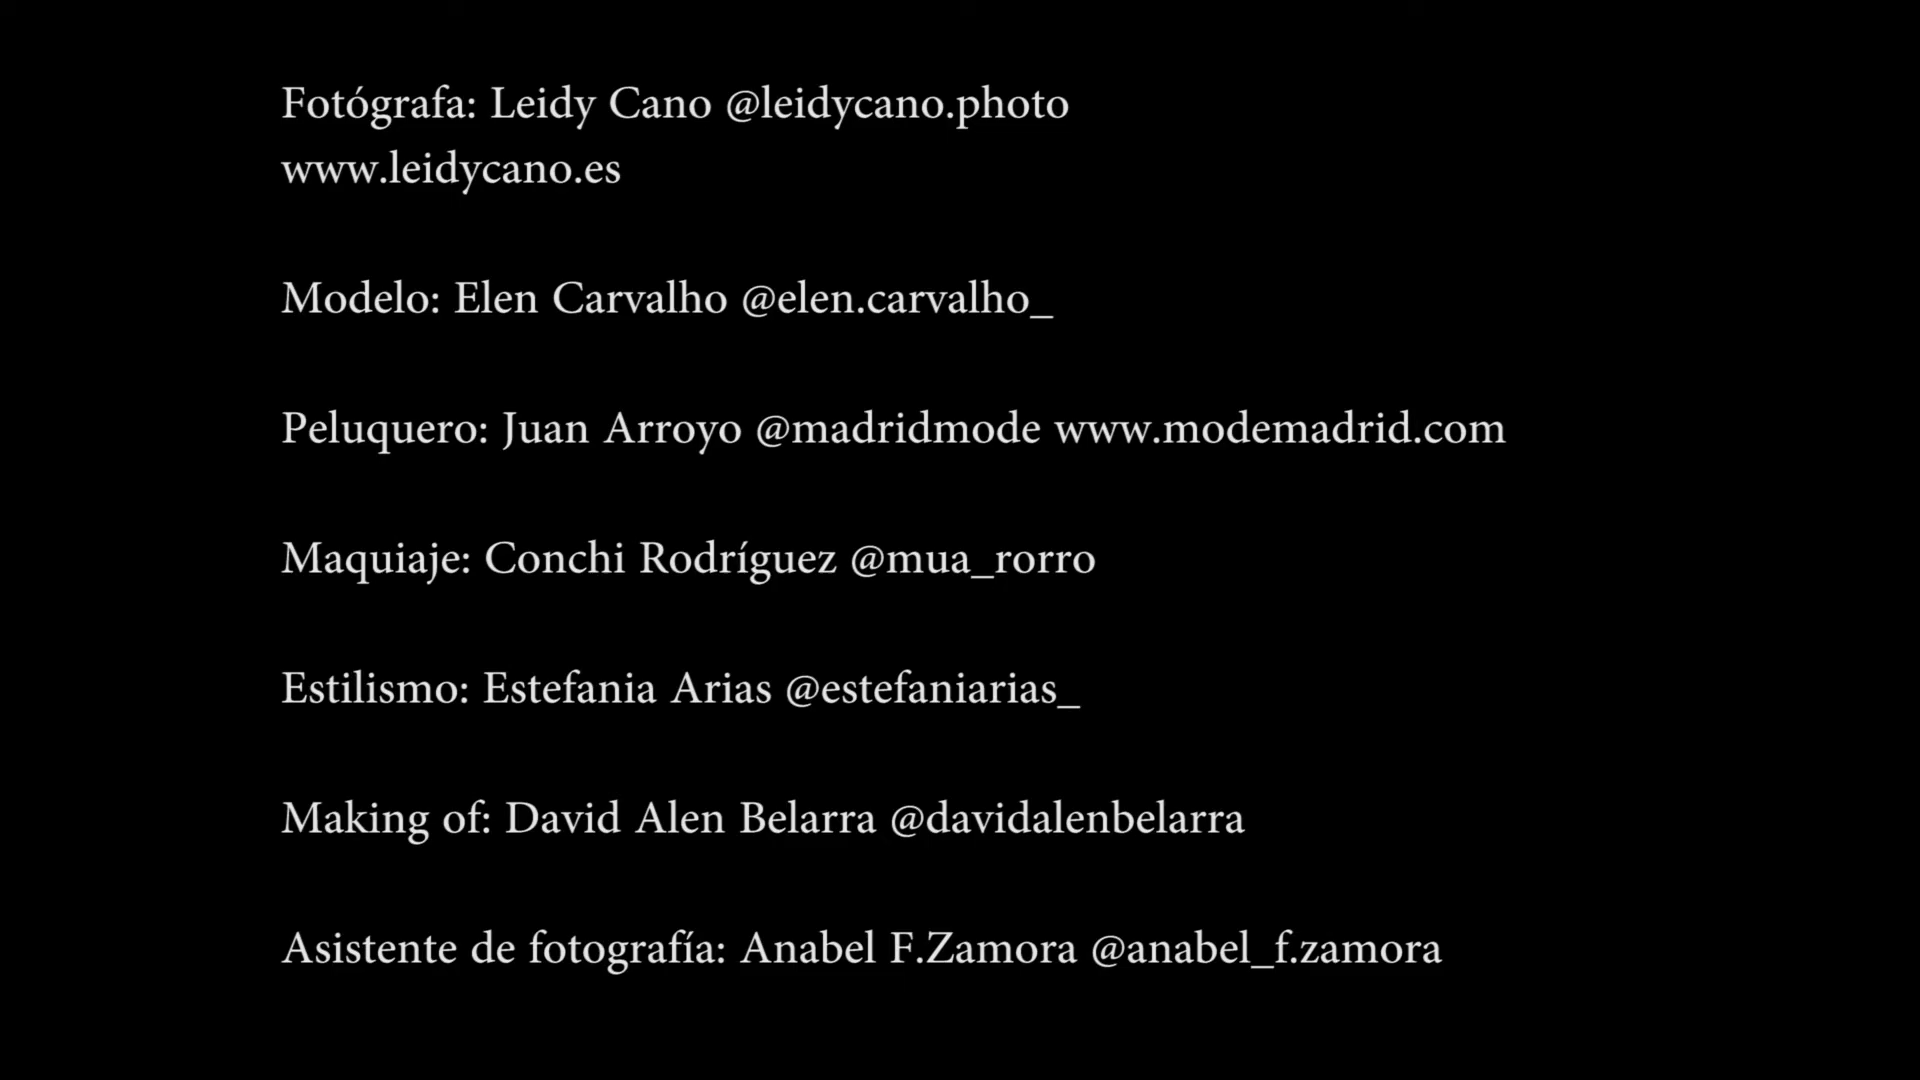 Fotógrafa: Leidy Cano @leidycano.photo
www.leidycano.es
Modelo: Elen Carvalho @elen.carvalho_
Peluquero: Juan Arroyo @madridmode www.modemadrid.com
Maquiaje: Conchi Rodríguez @mua_rorro
Estilismo: Estefania Arias @estefaniarias_
Making of: David Alen Belarra @davidalenbelarra
Asistente de fotografía: Anabel F.Zamora @anabel_f.zamora